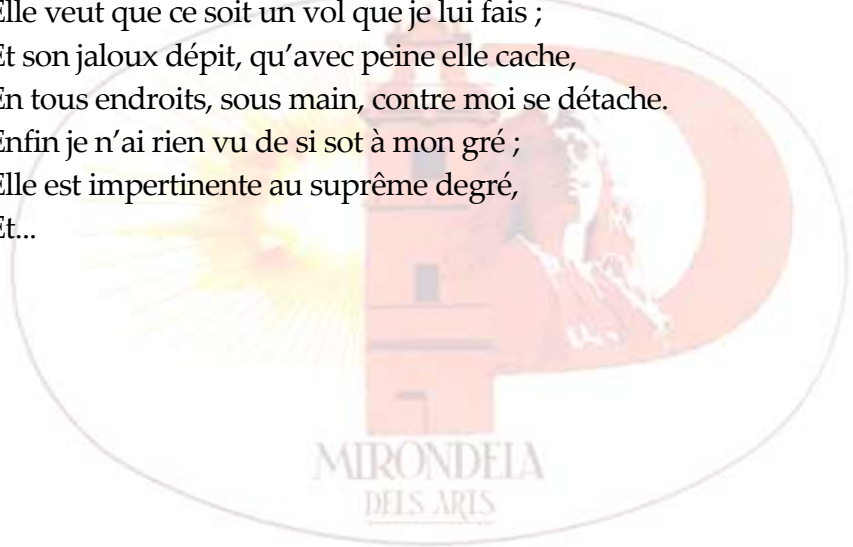 Elle veut que ce soit un vol que je lui fais ;
Et son jaloux dépit, qu’avec peine elle cache,
En tous endroits, sous main, contre moi se détache.
Enfin je n’ai rien vu de si sot à mon gré ;
Elle est impertinente au suprême degré,
Et...
MIRONDELA
DELS ARTS